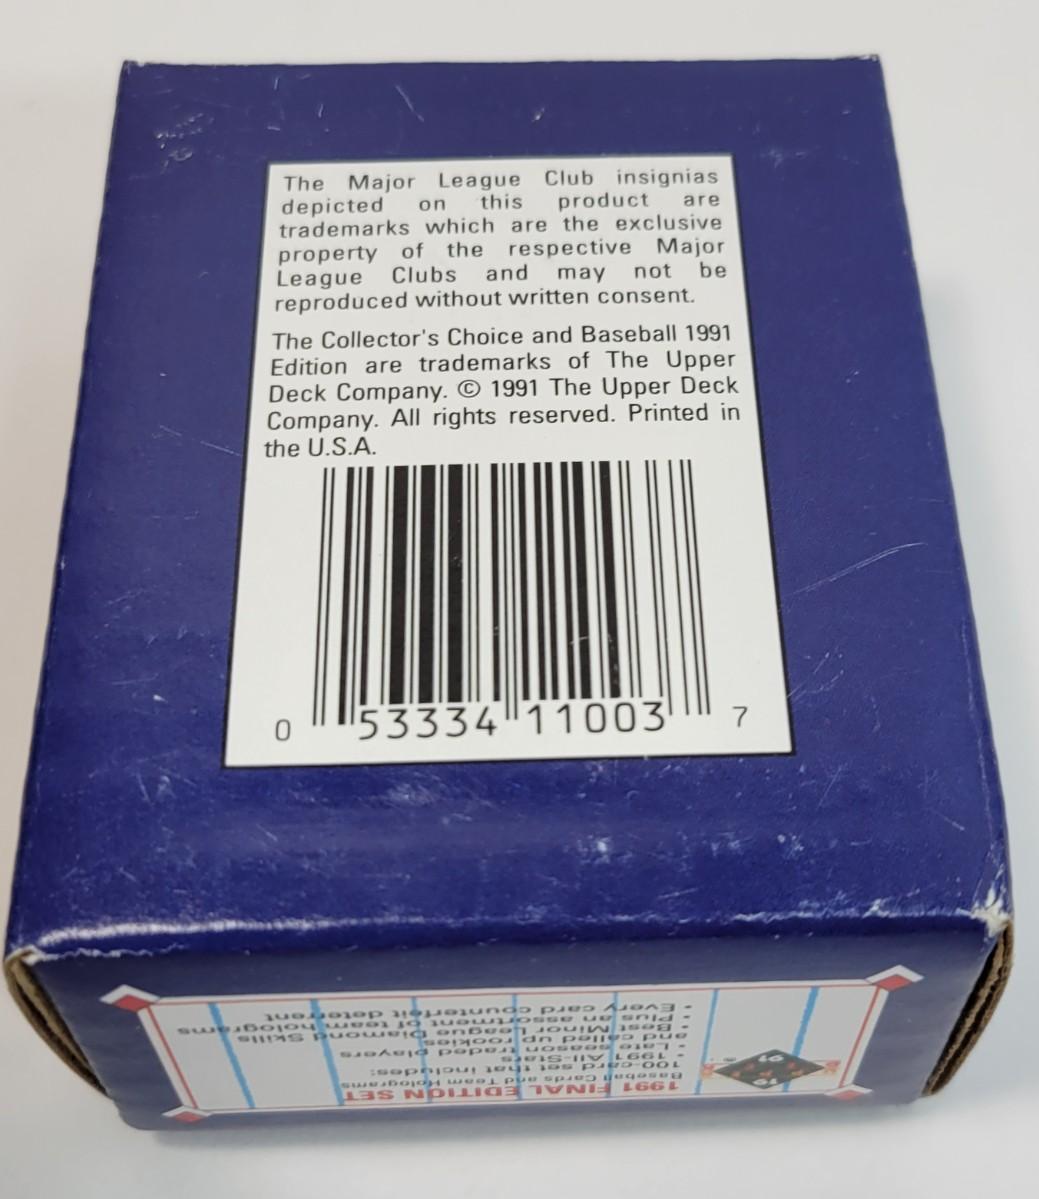 The Major League Club insignias
depicted on this product are
trademarks which are the exclusive
property of the respective Major
League Clubs and may not be
reproduced without written consent.
The Collector's Choice and Baseball 1991
Edition are trademarks of The Upper
Deck Company. © 1991 The Upper Deck
Company. All rights reserved. Printed in
the U.S.A.
0 53334 11003 7
1991 FINAL EDITION SET
Baseball Cards and Team Holograms
100-card set that includes:
• 1991 All-Star
• Late season traded players
and called up rookies
• Best Minor League Diamond Skills
• Plus an assortment of team holograms
• Every card counterfeit deterrent
19
91